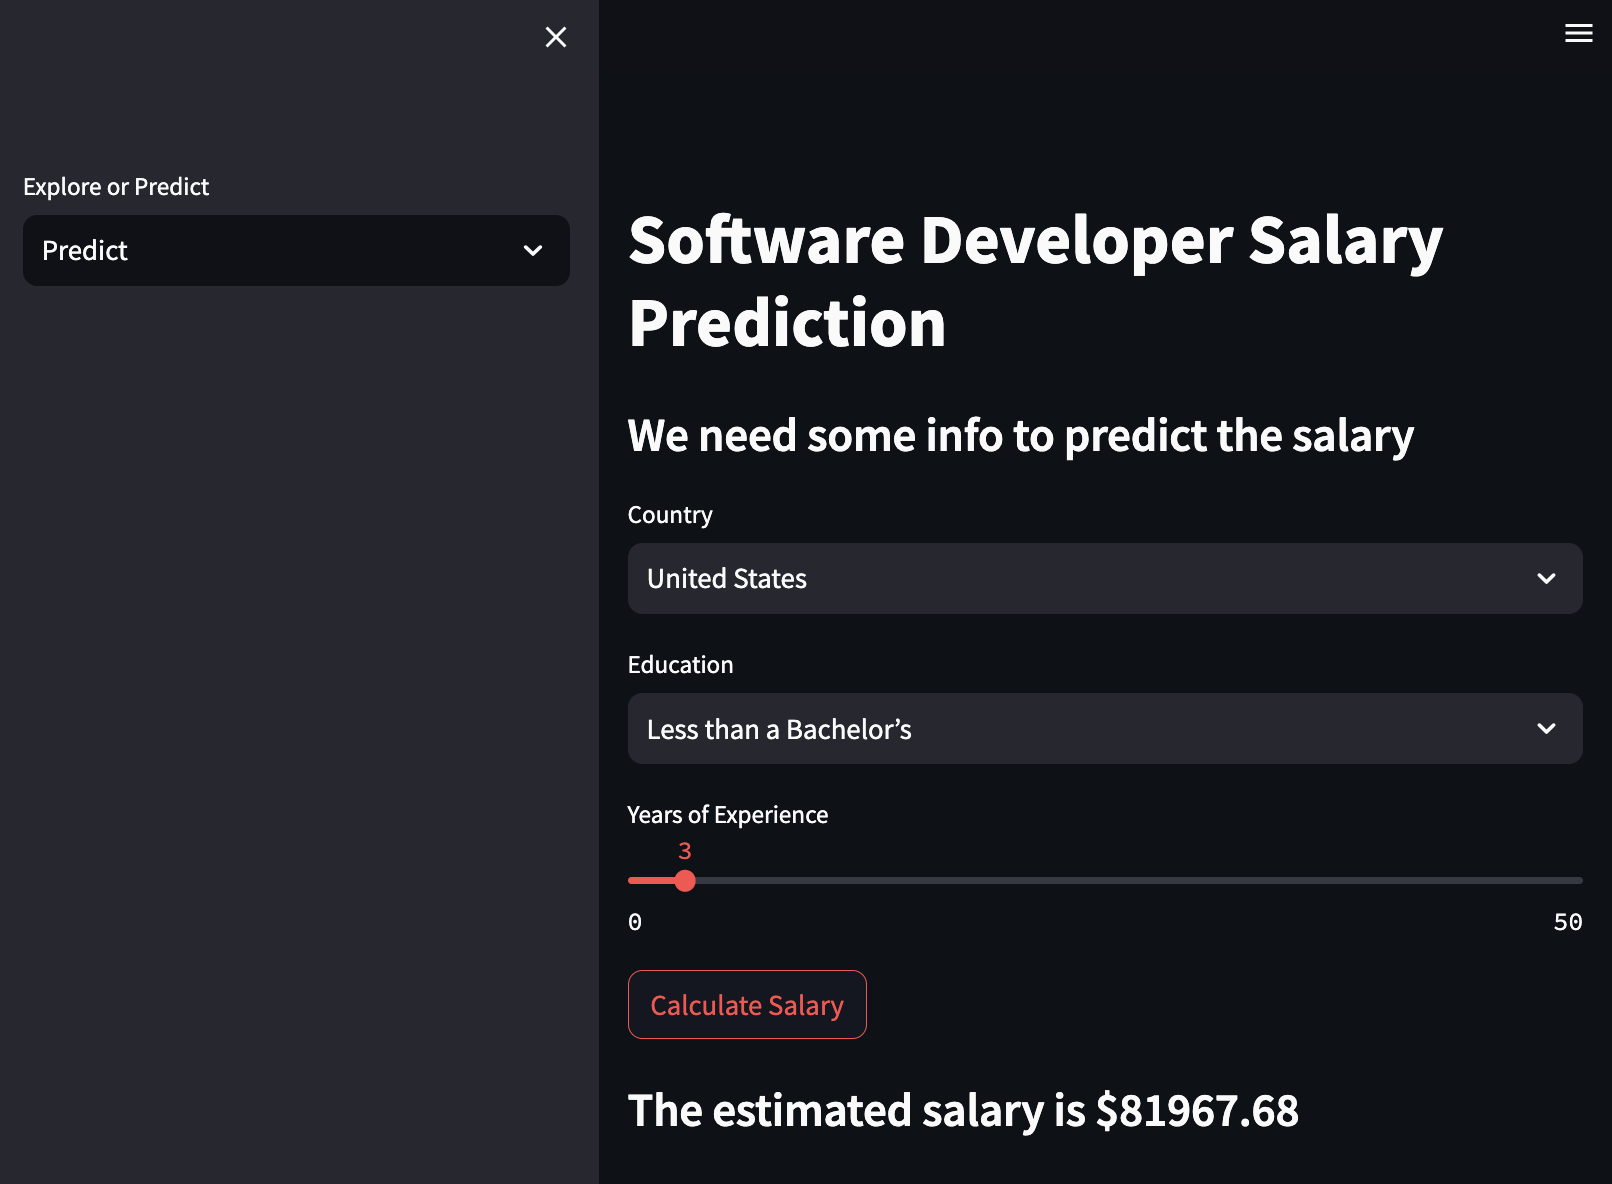 Explore or Predict
Predict
Software Developer Salary
Prediction
We need some info to predict the salary
Country
United States
Education
Less than a Bachelor’s
Years of Experience
3
0 50
Calculate Salary
The estimated salary is $81967.68